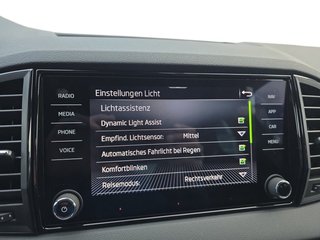 Einstellungen Licht
RADIO
MEDIA
PHONE
VOICE
Lichtassistenz
Dynamic Light Assist
Empfind. Lichtsensor: Mittel
Automatisches Fahrlicht bei Regen
Komfortblinken
Reisemodus: Rechtsverkehr
NAV
APP
CAR
MENU